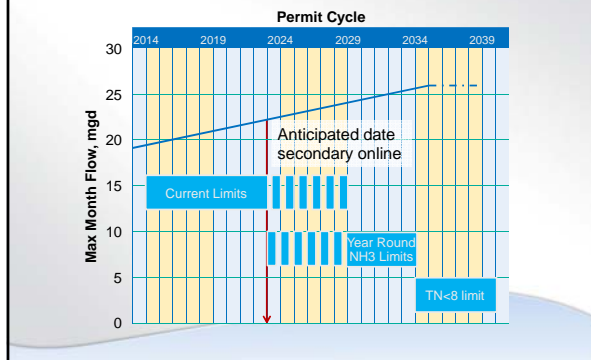 Permit Cycle
2014 2019 2024 2029 2034 2039
30
25
20
15
10
5
0
Max Month Flow, mgd
Anticipated date
secondary online
Current Limits
Year Round
NH3 Limits
TN<8 limit